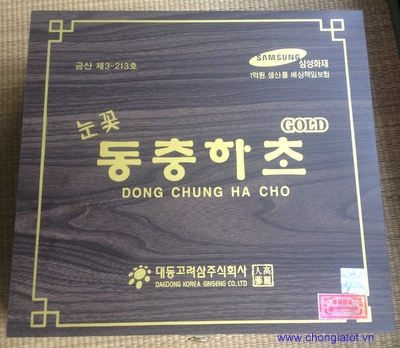 금산 제3-213호
SAMSUNG 삼성화재
1억원 생산물 배상책임보험
눈꽃
GOLD
동충하초
DONG CHUNG HA CHO
대동고려삼주식회사
DAEDONG KOREA GINSENG CO.,LTD
www.chongiatot.vn